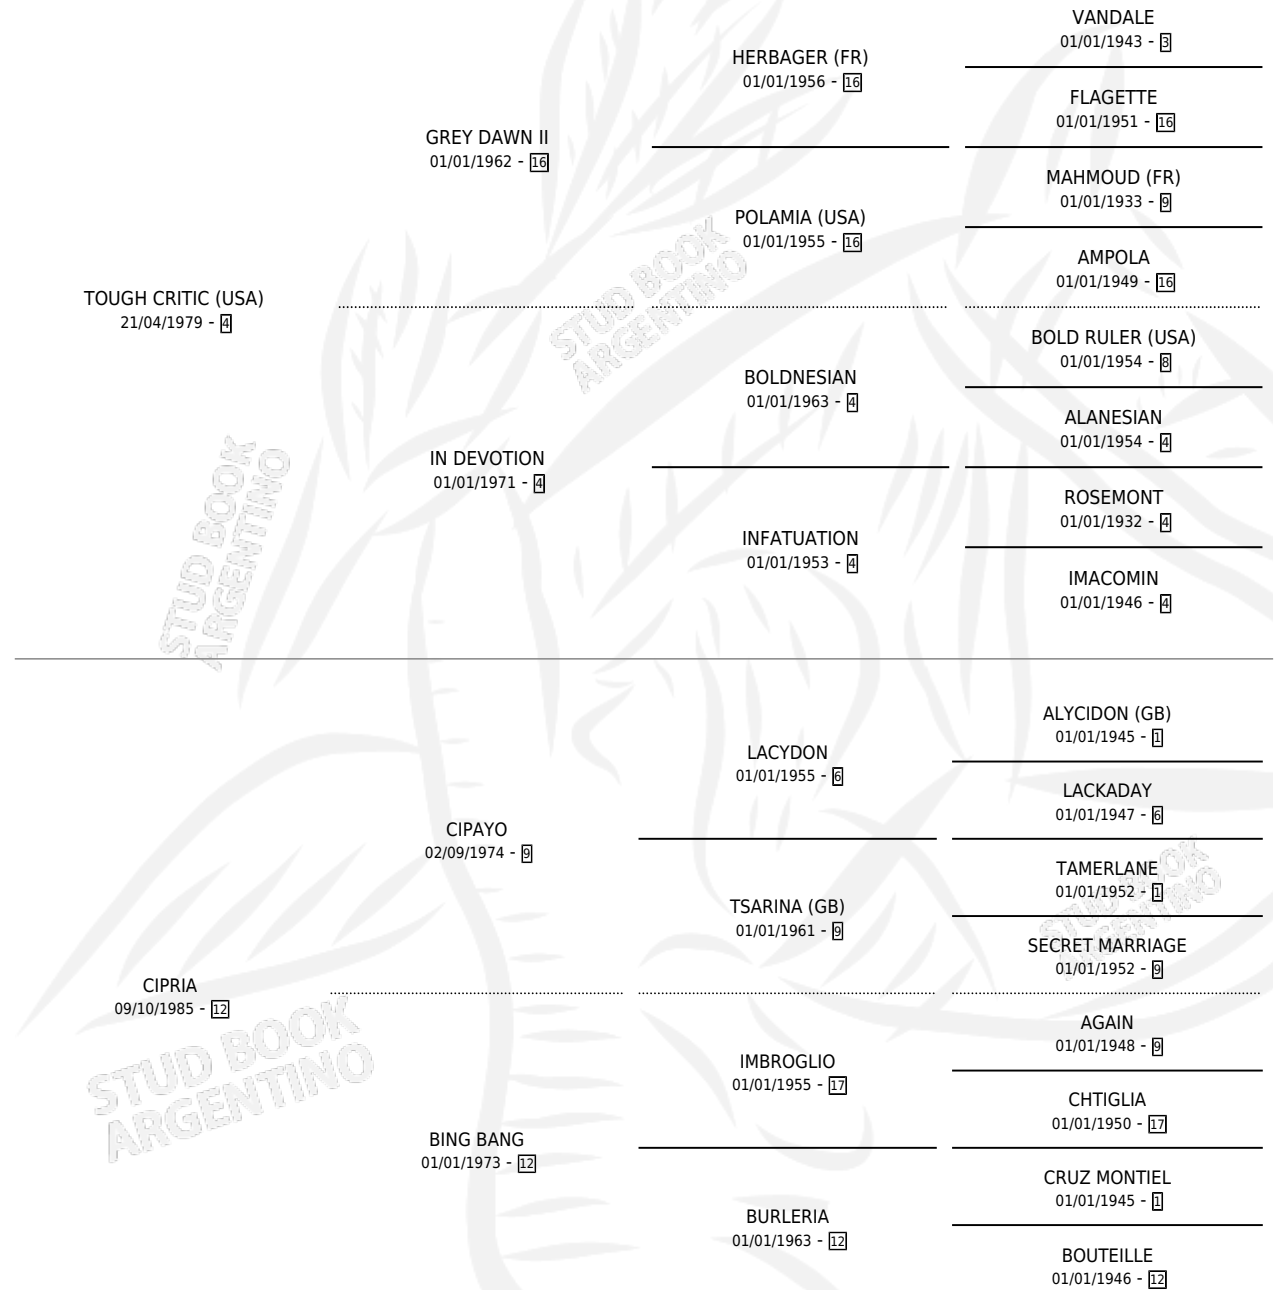 VANDALE
01/01/1943 - 3
HERBAGER (FR)
01/01/1956 - 16
FLAGETTE
01/01/1951 - 16
GREY DAWN II
01/01/1962 - 16
MAHMOUD (FR)
01/01/1933 - 9
POLAMIA (USA)
01/01/1955 - 16
AMPOLA
01/01/1949 - 16
TOUGH CRITIC (USA)
21/04/1979 - 4
STUD BOOK
ARGENTINO
BOLD RULER (USA)
01/01/1954 - 8
BOLDNESIAN
01/01/1963 - 4
ALANESIAN
01/01/1954 - 4
IN DEVOTION
01/01/1971 - 4
STUD BOOK
ARGENTINO
ROSEMONT
01/01/1932 - 4
INFATUATION
01/01/1953 - 4
IMACOMIN
01/01/1946 - 4
ALYCIDON (GB)
01/01/1945 - 1
LACYDON
01/01/1955 - 6
LACKADAY
01/01/1947 - 6
CIPAYO
02/09/1974 - 9
TAMERLANE
01/01/1952 - 1
STUD BOOK
ARGENTINO
TSARINA (GB)
01/01/1961 - 9
SECRET MARRIAGE
01/01/1952 - 9
CIPRIA
09/10/1985 - 12
STUD BOOK
ARGENTINO
AGAIN
01/01/1948 - 9
IMBROGLIO
01/01/1955 - 17
CHTIGLIA
01/01/1950 - 17
BING BANG
01/01/1973 - 12
CRUZ MONTIEL
01/01/1945 - 1
BURLERIA
01/01/1963 - 12
BOUTEILLE
01/01/1946 - 12